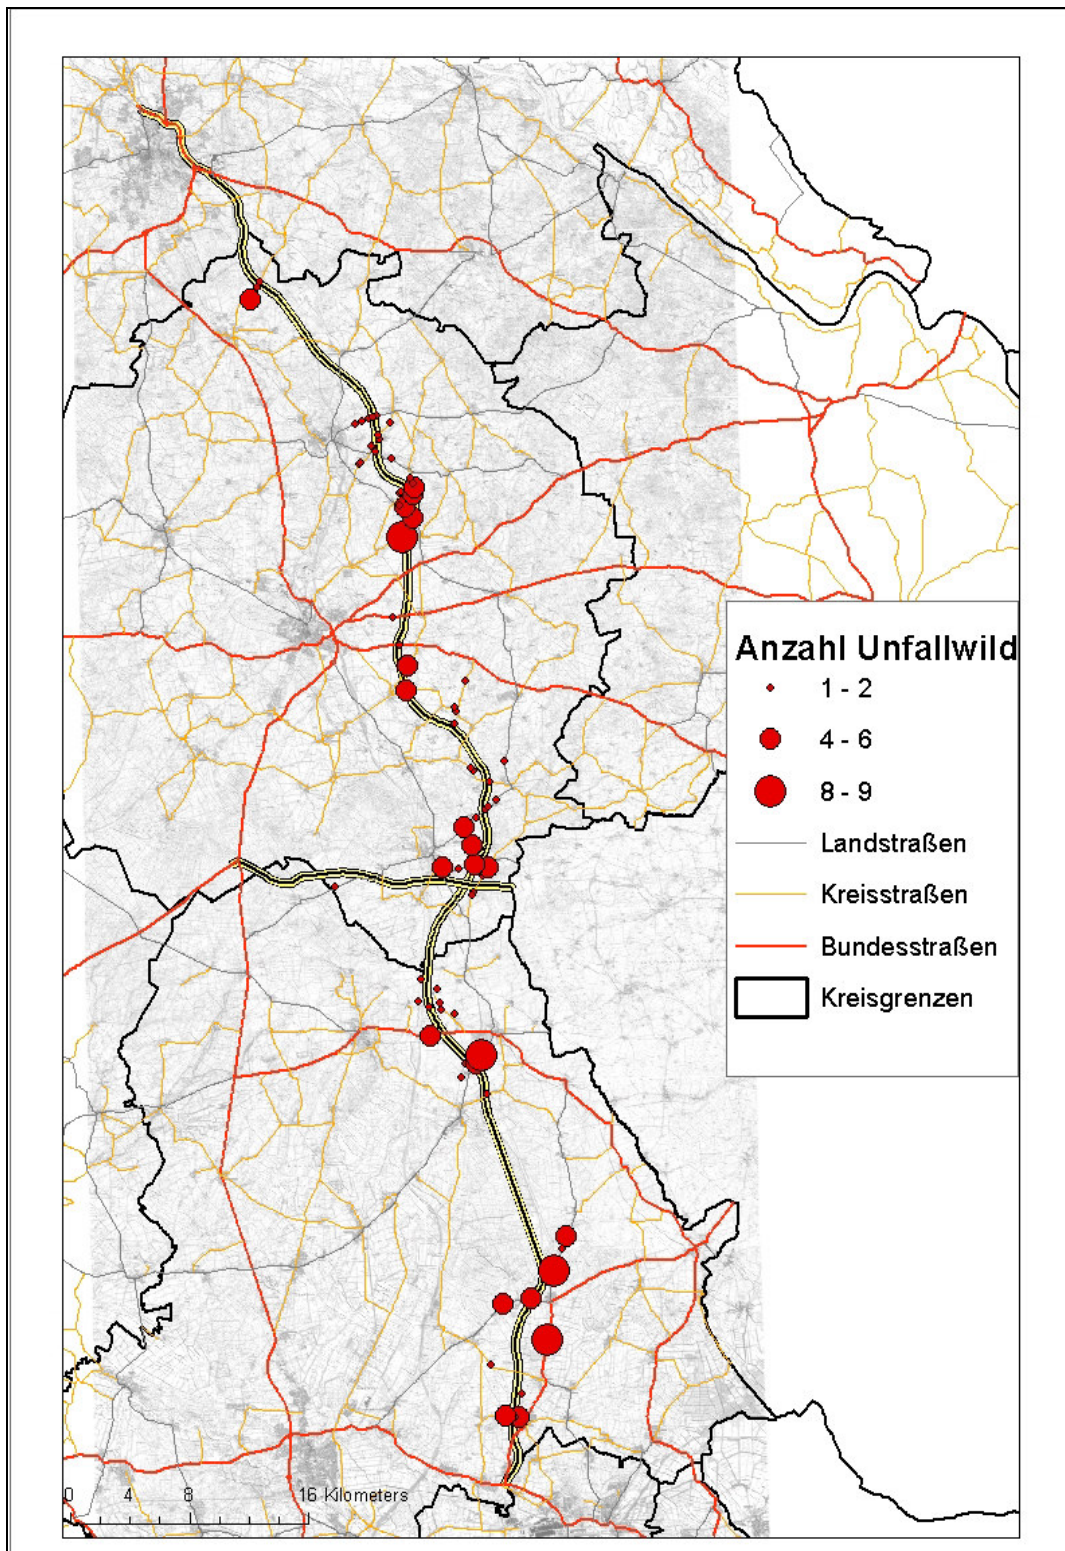 Anzahl Unfallwild
1 - 2
4 - 6
8 - 9
Landstraßen
Kreisstraßen
Bundesstraßen
Kreisgrenzen
0 4 8 16 Kilometers